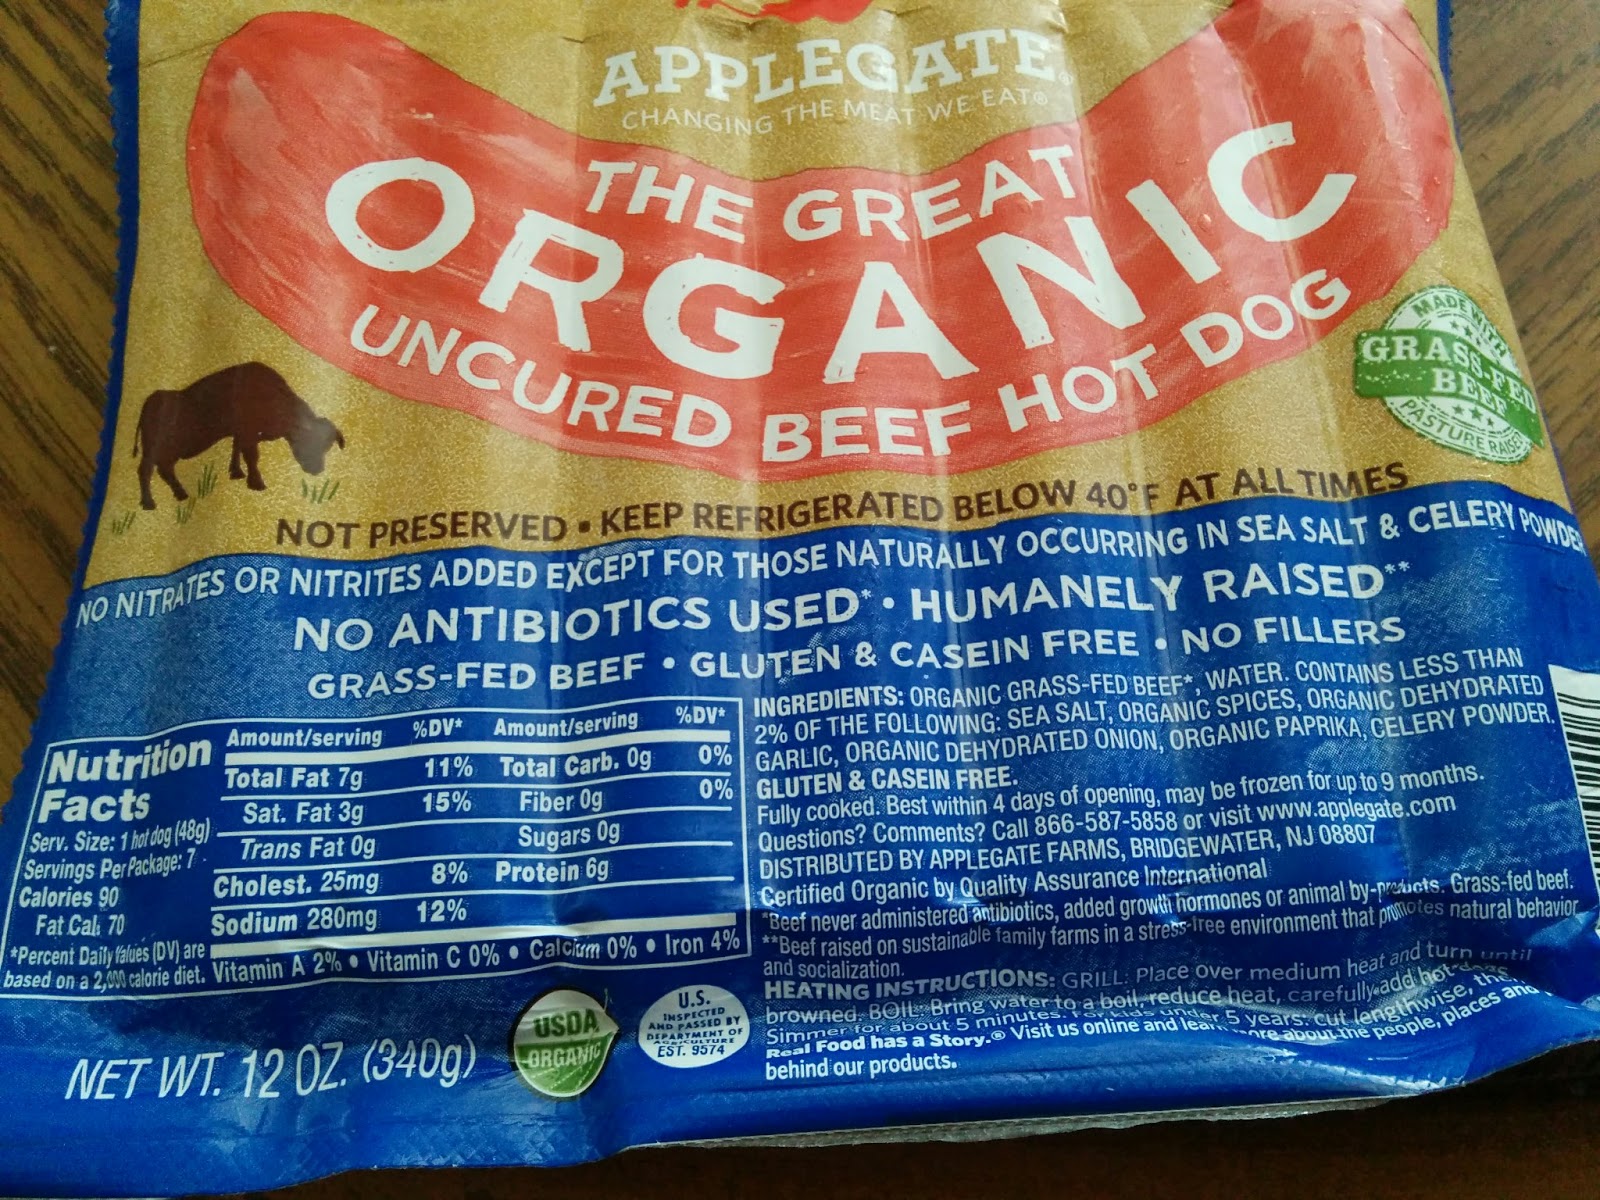 APPLEGATE®
CHANGING THE MEAT WE EAT®
THE GREAT
ORGANIC
UNCURED BEEF HOT DOG
MADE WITH
GRASS-FED
BEEF
PASTURE RAISED
NOT PRESERVED • KEEP REFRIGERATED BELOW 40°F AT ALL TIMES
NO NITRATES OR NITRITES ADDED EXCEPT FOR THOSE NATURALLY OCCURRING IN SEA SALT & CELERY POWDER
NO ANTIBIOTICS USED* • HUMANELY RAISED**
GRASS-FED BEEF • GLUTEN & CASEIN FREE • NO FILLERS
Nutrition
Facts
Serv. Size: 1 hot dog (48g)
Servings Per Package: 7
Calories 90
Fat Cal. 70
*Percent Daily Values (DV) are
based on a 2,000 calorie diet.
Amount/serving %DV* Amount/serving %DV*
Total Fat 7g 11% Total Carb. 0g 0%
Sat. Fat 3g 15% Fiber 0g 0%
Trans Fat 0g Sugars 0g
Cholest. 25mg 8% Protein 6g
Sodium 280mg 12%
Vitamin A 2% • Vitamin C 0% • Calcium 0% • Iron 4%
INGREDIENTS: ORGANIC GRASS-FED BEEF*, WATER. CONTAINS LESS THAN
2% OF THE FOLLOWING: SEA SALT, ORGANIC SPICES, ORGANIC DEHYDRATED
GARLIC, ORGANIC DEHYDRATED ONION, ORGANIC PAPRIKA, CELERY POWDER.
GLUTEN & CASEIN FREE.
Fully cooked. Best within 4 days of opening, may be frozen for up to 9 months.
Questions? Comments? Call 866-587-5858 or visit www.applegate.com
DISTRIBUTED BY APPLEGATE FARMS, BRIDGEWATER, NJ 08807
Certified Organic by Quality Assurance International
*Beef never administered antibiotics, added growth hormones or animal by-products. Grass-fed beef.
**Beef raised on sustainable family farms in a stress-free environment that promotes natural behavior
and socialization.
HEATING INSTRUCTIONS: GRILL: Place over medium heat and turn until
browned. BOIL: Bring water to a boil, reduce heat, carefully add hot dogs.
Simmer for about 5 minutes. For kids under 5 years: cut lengthwise, then
Real Food has a Story.® Visit us online and learn more about the people, places and
behind our products.
NET WT. 12 OZ. (340g)
USDA
ORGANIC
U.S.
INSPECTED
AND PASSED BY
DEPARTMENT OF
AGRICULTURE
EST. 9574